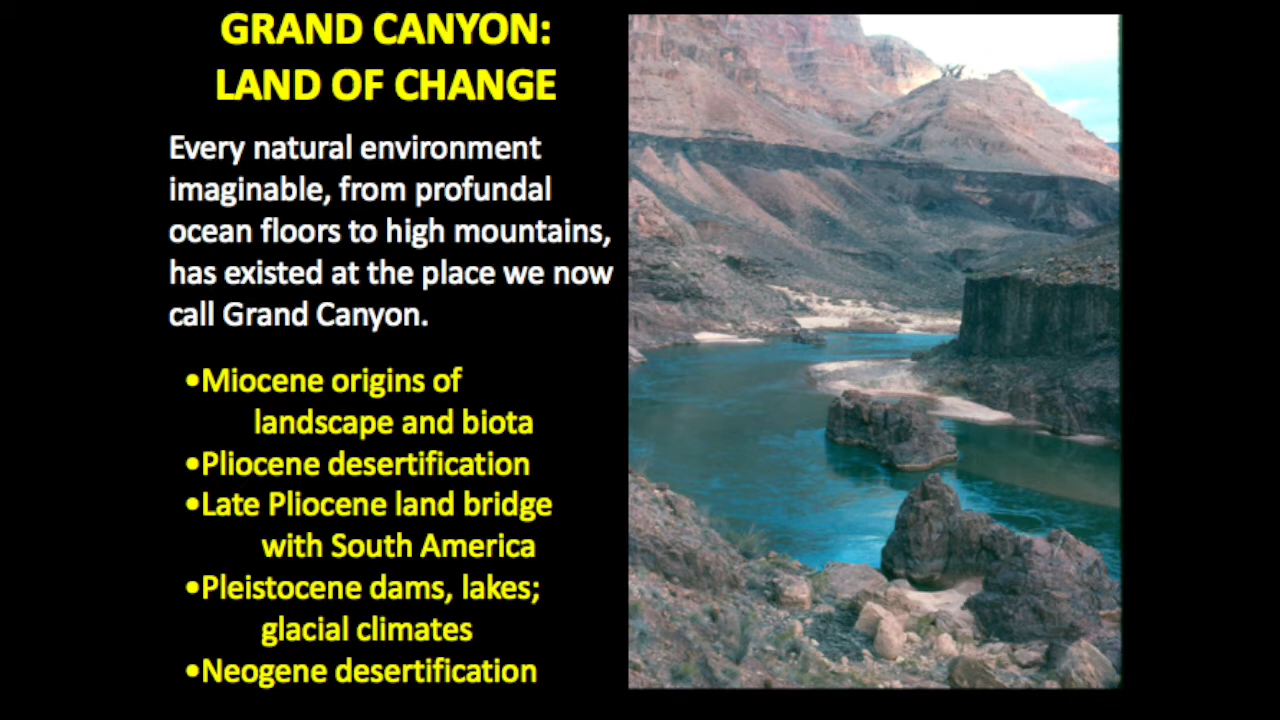 GRAND CANYON:
LAND OF CHANGE
Every natural environment
imaginable, from profundal
ocean floors to high mountains,
has existed at the place we now
call Grand Canyon.
•Miocene origins of
landscape and biota
•Pliocene desertification
•Late Pliocene land bridge
with South America
•Pleistocene dams, lakes;
glacial climates
•Neogene desertification